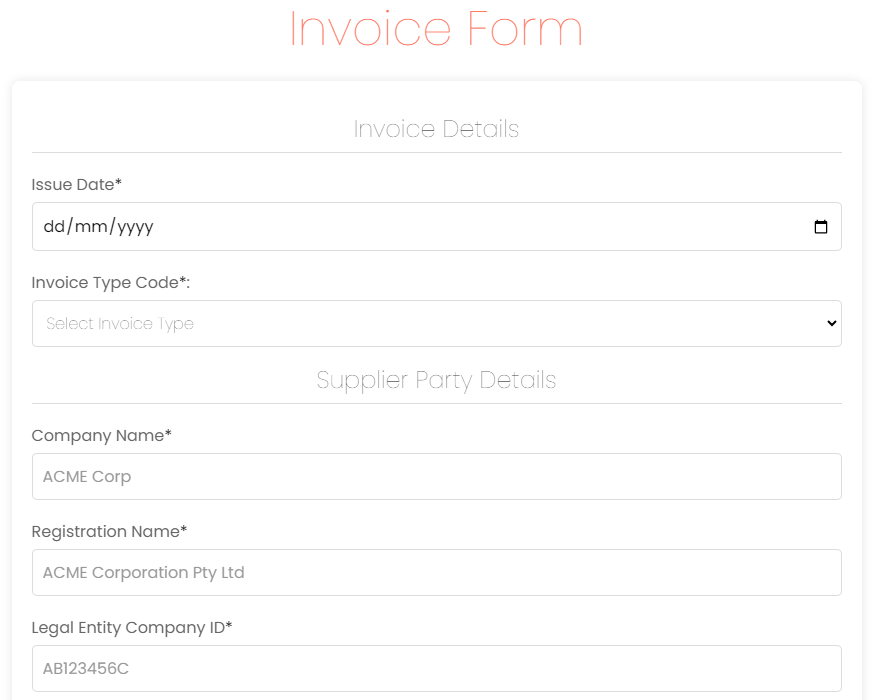 Invoice Form
Invoice Details
Issue Date*
dd/mm/yyyy
Invoice Type Code*:
Select Invoice Type
Supplier Party Details
Company Name*
ACME Corp
Registration Name*
ACME Corporation Pty Ltd
Legal Entity Company ID*
AB123456C